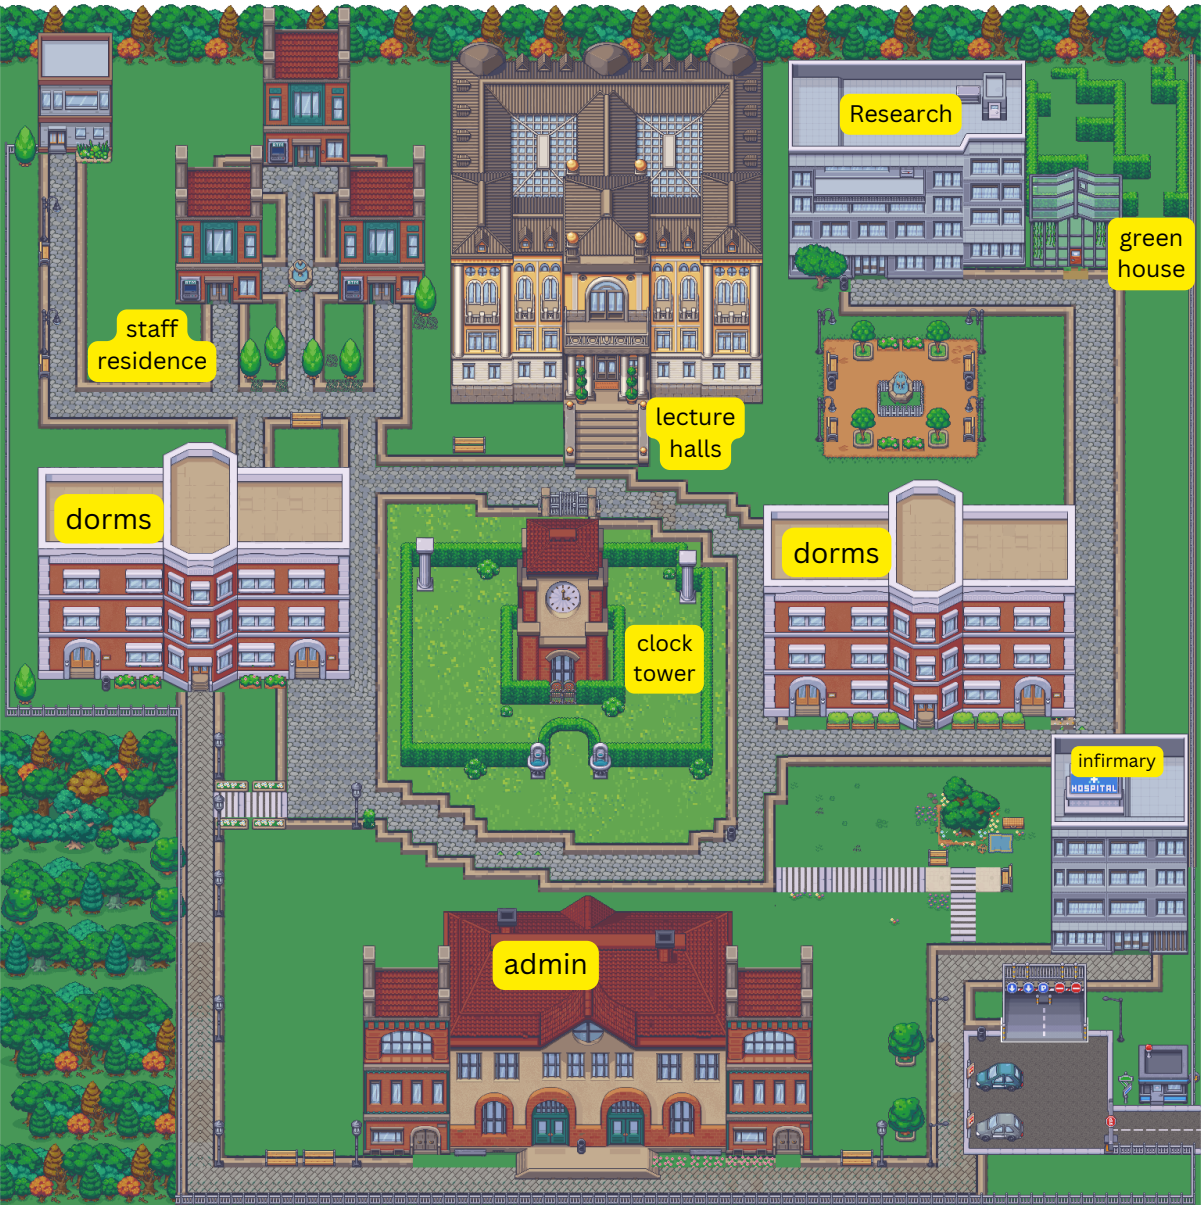 Research
green
house
staff
residence
lecture
halls
dorms
dorms
clock
tower
infirmary
HOSPITAL
admin
P